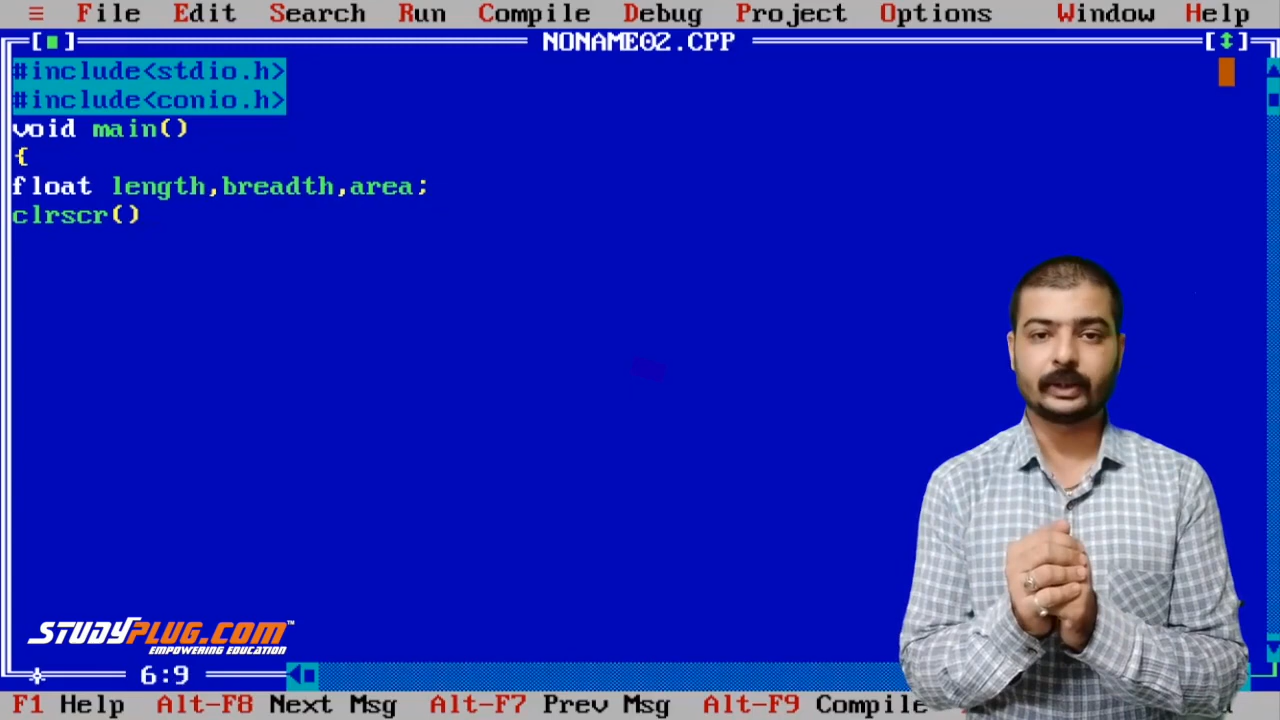 ≡ File Edit Search Run Compile Debug Project Options Window Help
[■] NONAME02.CPP [↕]
#include<stdio.h>
#include<conio.h>
void main()
{
float length,breadth,area;
clrscr()
STUDYPLUG.COM™
EMPOWERING EDUCATION
6:9
F1 Help Alt-F8 Next Msg Alt-F7 Prev Msg Alt-F9 Compile